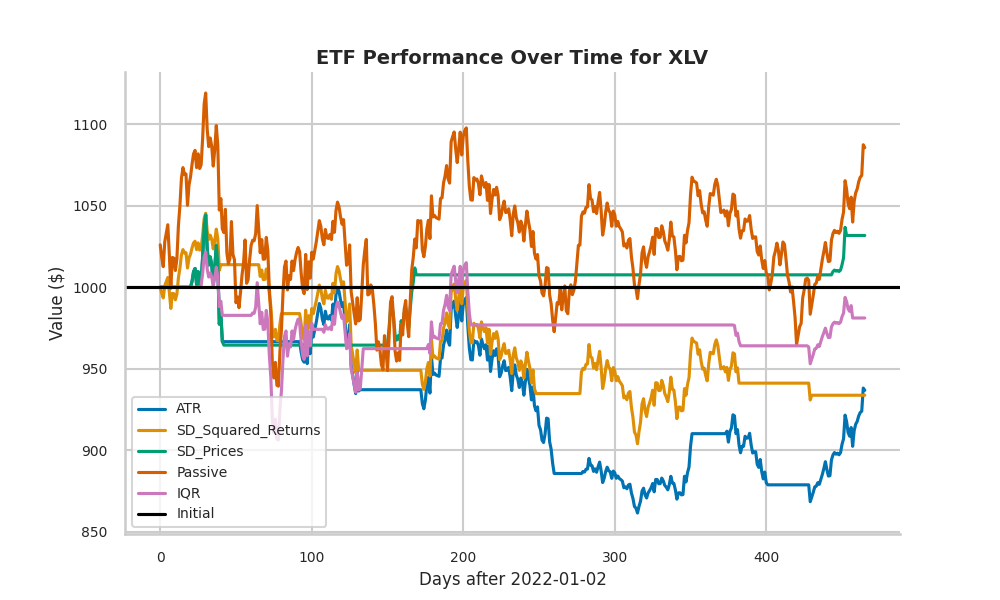 ETF Performance Over Time for XLV
Value ($)
1100
1050
1000
950
900
850
ATR
SD_Squared_Returns
SD_Prices
Passive
IQR
Initial
0 100 200 300 400
Days after 2022-01-02